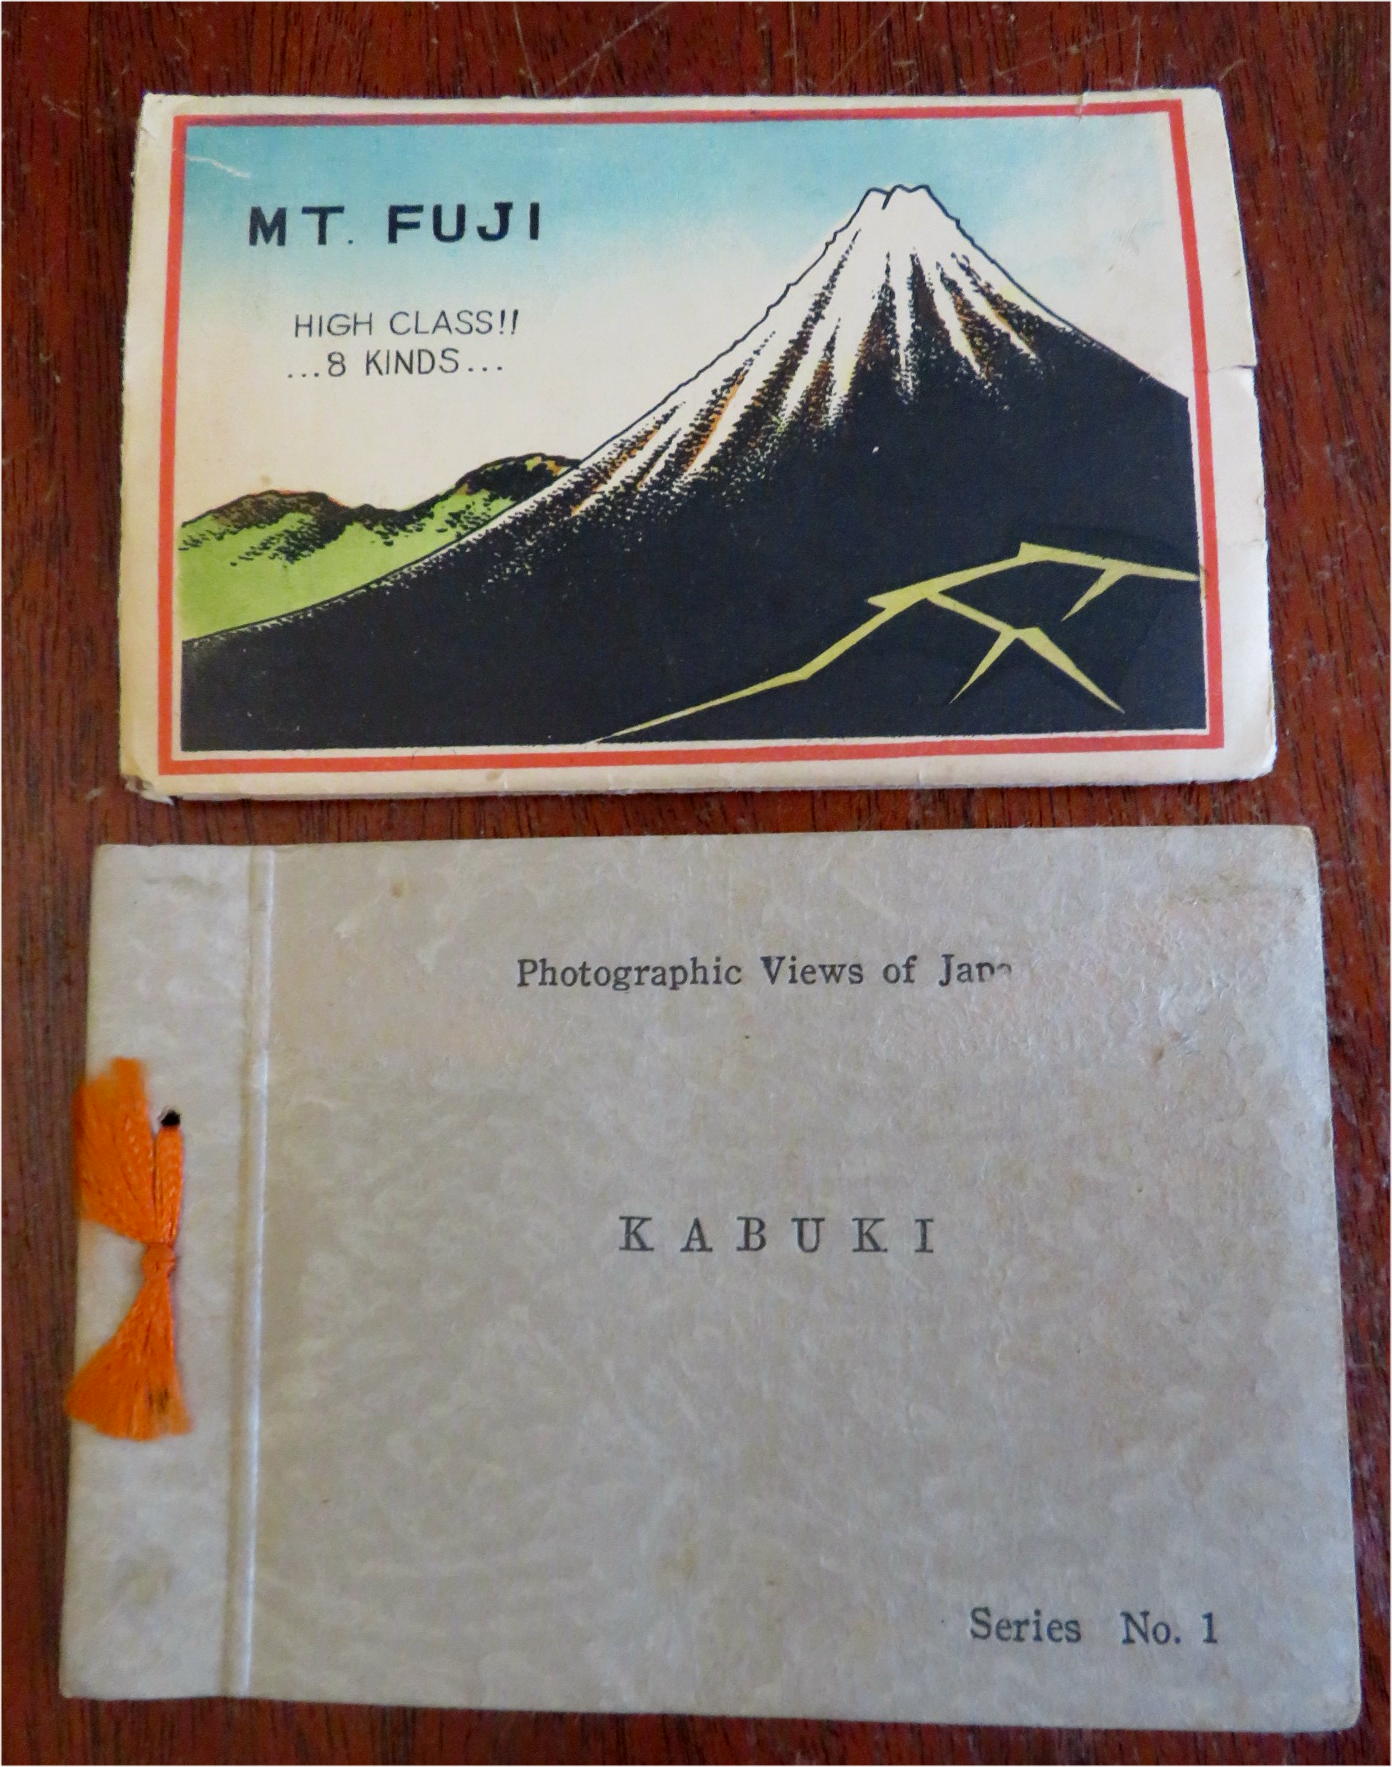 MT. FUJI
HIGH CLASS!!
...8 KINDS...
Photographic Views of
KABUKI
Series No. 1